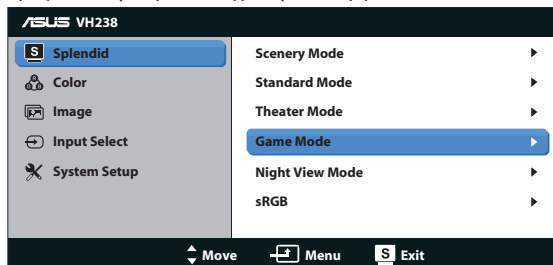 ASUS VH238
S Splendid
Color
Image
Input Select
System Setup
Scenery Mode
Standard Mode
Theater Mode
Game Mode
Night View Mode
sRGB
Move Menu S Exit